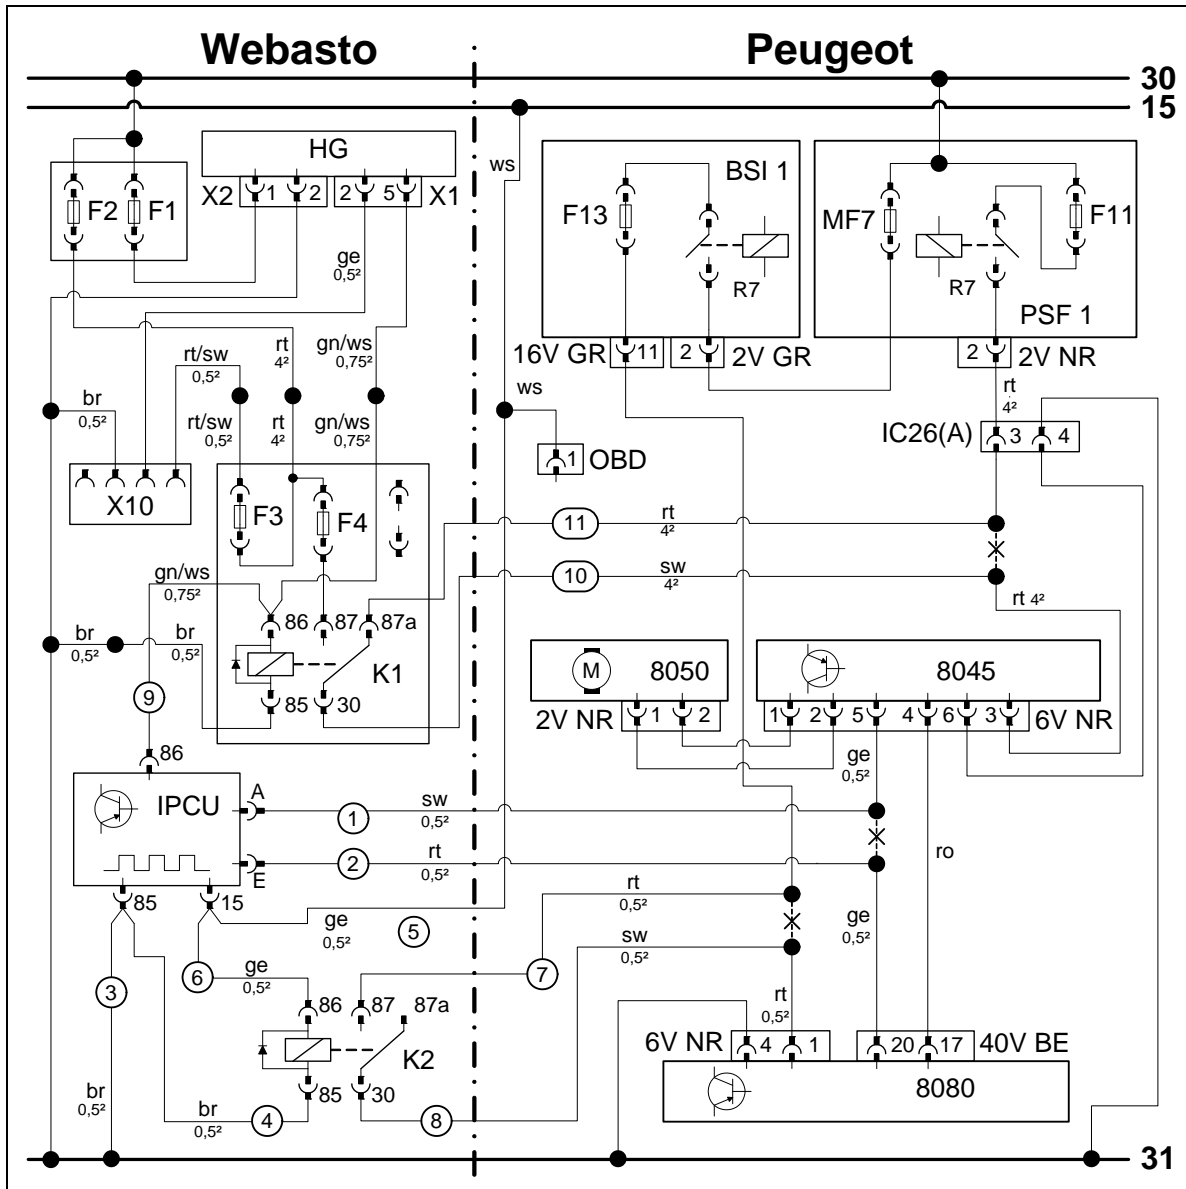 Webasto Peugeot
30
15
HG
X2 1 2 2 5 X1
F2 F1
ws
BSI 1
F13
R7
MF7
F11
R7
PSF 1
ge
0,5²
16V GR 11 2 2V GR
2 2V NR
rt/sw
0,5²
rt
4²
gn/ws
0,75²
ws
rt
4²
br
0,5²
rt/sw
0,5²
rt
4²
gn/ws
0,75²
IC26(A) 3 4
1 OBD
X10
F3 F4
11 rt
4²
10 sw
4²
gn/ws
0,75²
rt 4²
86 87 87a
br
0,5²
br
0,5²
K1
85 30
9
M 8050
8045
2V NR 1 2
1 2 5 4 6 3 6V NR
86
ge
0,5²
IPCU
A
1 sw
0,5²
2 rt
0,5²
E
ro
85 15
rt
0,5²
ge
0,5²
5
ge
0,5²
sw
0,5²
3
6 ge
0,5²
7
86 87 87a
rt
0,5²
K2
6V NR 4 1
20 17 40V BE
85 30
8080
br
0,5²
br
0,5²
4
8
31